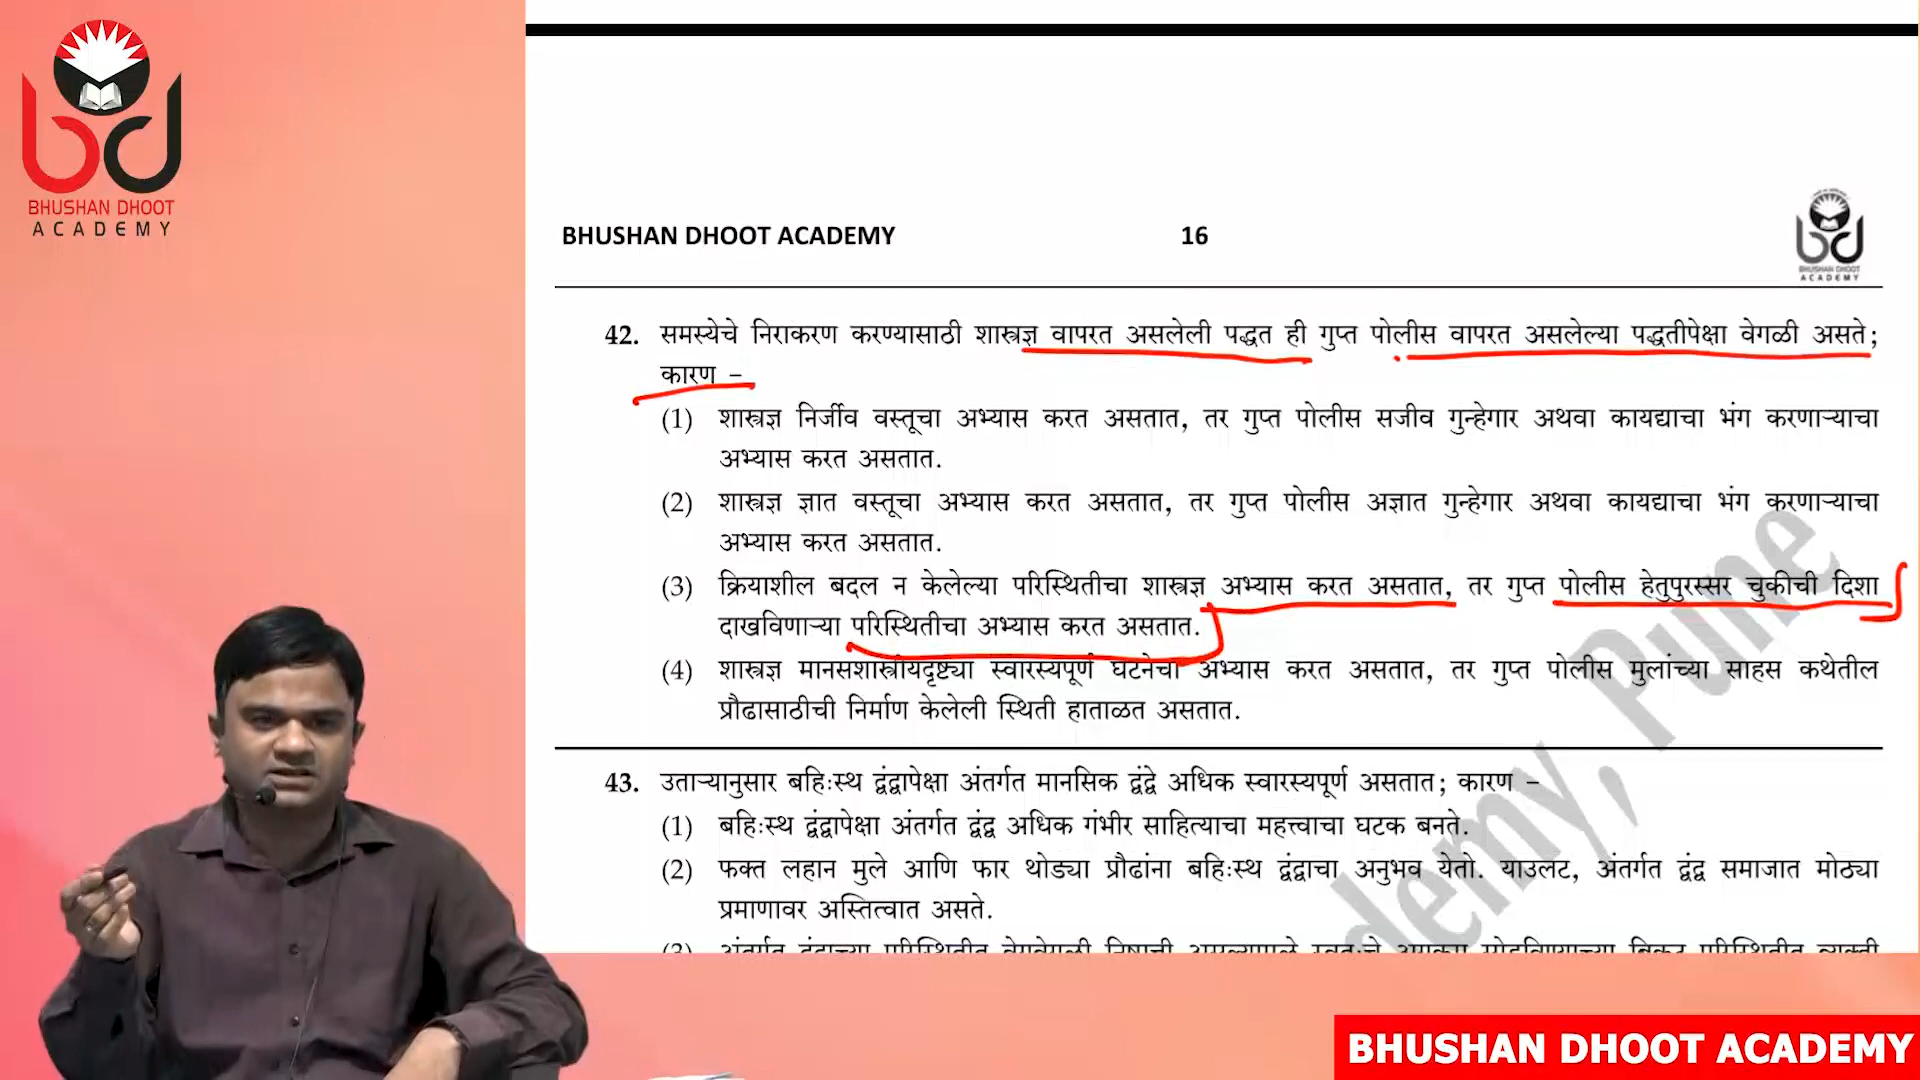 BHUSHAN DHOOT
ACADEMY
BHUSHAN DHOOT ACADEMY 16
BHUSHAN DHOOT
ACADEMY
42. समस्येचे निराकरण करण्यासाठी शास्त्रज्ञ वापरत असलेली पद्धत ही गुप्त पोलीस वापरत असलेल्या पद्धतीपेक्षा वेगळी असते ;
कारण –
(1) शास्त्रज्ञ निर्जीव वस्तूचा अभ्यास करत असतात, तर गुप्त पोलीस सजीव गुन्हेगार अथवा कायद्याचा भंग करणाऱ्याचा
अभ्यास करत असतात.
(2) शास्त्रज्ञ ज्ञात वस्तूचा अभ्यास करत असतात, तर गुप्त पोलीस अज्ञात गुन्हेगार अथवा कायद्याचा भंग करणाऱ्याचा
अभ्यास करत असतात.
(3) क्रियाशील बदल न केलेल्या परिस्थितीचा शास्त्रज्ञ अभ्यास करत असतात, तर गुप्त पोलीस हेतुपुरस्सर चुकीची दिशा
दाखविणाऱ्या परिस्थितीचा अभ्यास करत असतात.
(4) शास्त्रज्ञ मानसशास्त्रीयदृष्ट्या स्वारस्यपूर्ण घटनेचा अभ्यास करत असतात, तर गुप्त पोलीस मुलांच्या साहस कथेतील
प्रौढासाठीची निर्माण केलेली स्थिती हाताळत असतात.
43. उताऱ्यानुसार बहिःस्थ द्वंद्वापेक्षा अंतर्गत मानसिक द्वंद्वे अधिक स्वारस्यपूर्ण असतात; कारण –
(1) बहिःस्थ द्वंद्वापेक्षा अंतर्गत द्वंद्व अधिक गंभीर साहित्याचा महत्त्वाचा घटक बनते.
(2) फक्त लहान मुले आणि फार थोड्या प्रौढांना बहिःस्थ द्वंद्वाचा अनुभव येतो. याउलट, अंतर्गत द्वंद्व समाजात मोठ्या
प्रमाणावर अस्तित्वात असते.
demy, Pune
BHUSHAN DHOOT ACADEMY